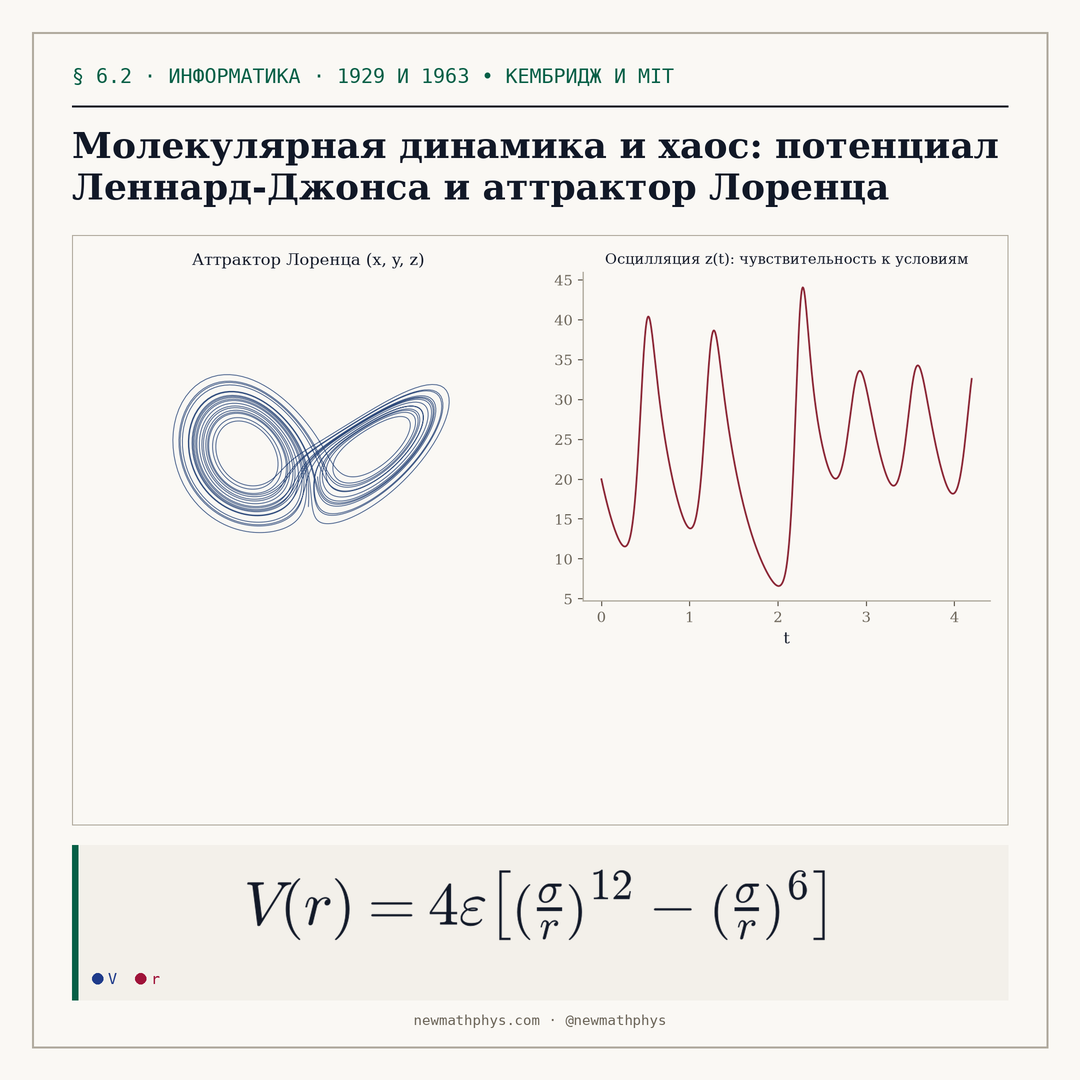 § 6.2 · ИНФОРМАТИКА · 1929 И 1963 • КЕМБРИДЖ И MIT
Молекулярная динамика и хаос: потенциал
Леннард-Джонса и аттрактор Лоренца
Аттрактор Лоренца (x, y, z)
Осцилляция z(t): чувствительность к условиям
45
40
35
30
25
20
15
10
5
0 1 2 3 4
t
V(r) = 4ε[(σ/r)^12 − (σ/r)^6]
V r
newmathphys.com · @newmathphys